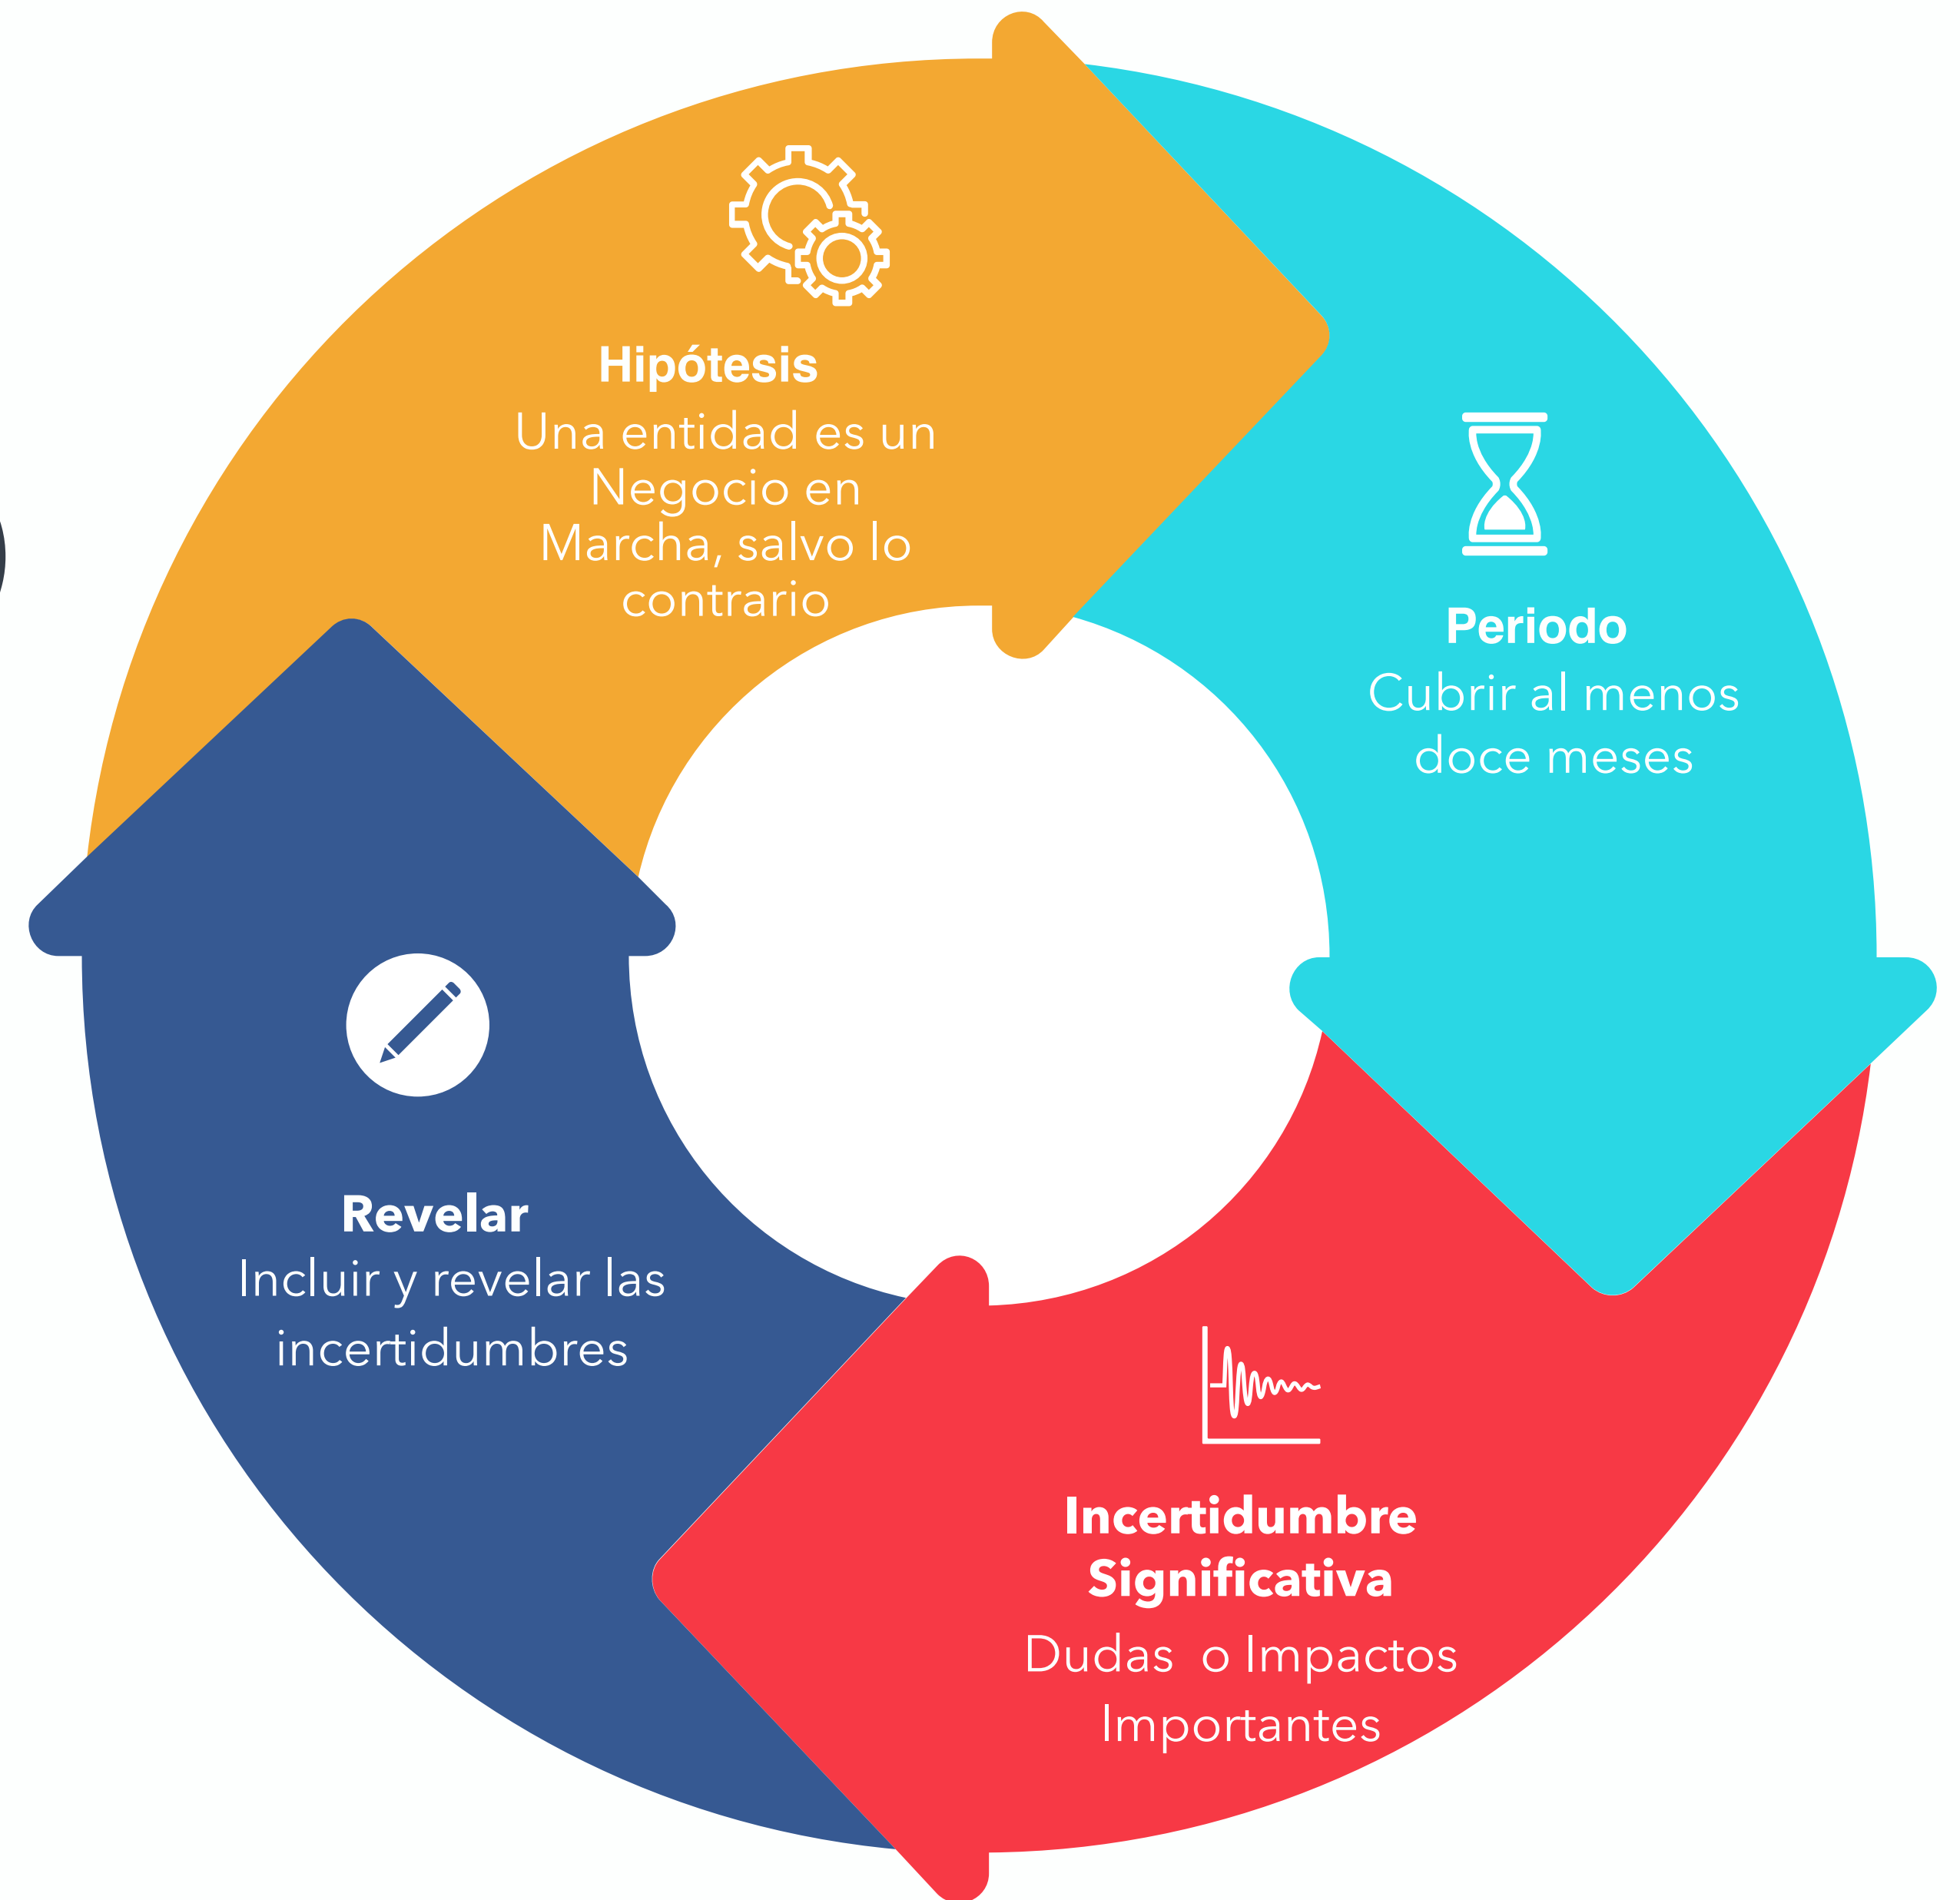 Hipótesis
Una entidad es un
Negocio en
Marcha, salvo lo
contrario
Periodo
Cubrir al menos
doce meses
Incertidumbre
Significativa
Dudas o Impactos
Importantes
Revelar
Incluir y revelar las
incertidumbres